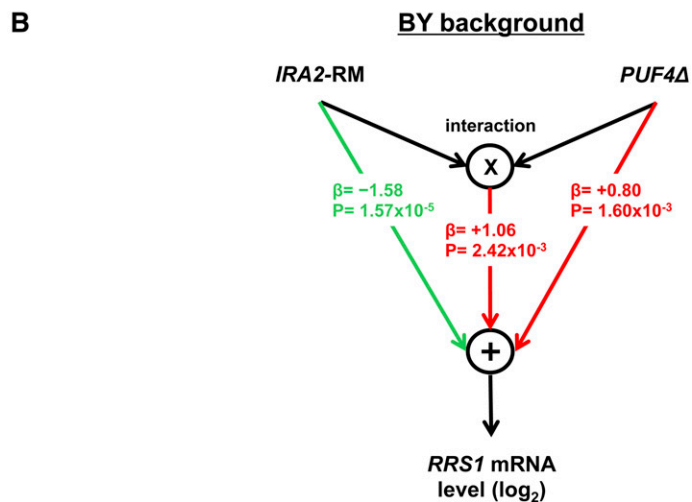 B
BY background
IRA2-RM
PUF4Δ
interaction
X
β= −1.58
P= 1.57x10⁻⁵
β= +0.80
P= 1.60x10⁻³
β= +1.06
P= 2.42x10⁻³
+
RRS1 mRNA
level (log₂)